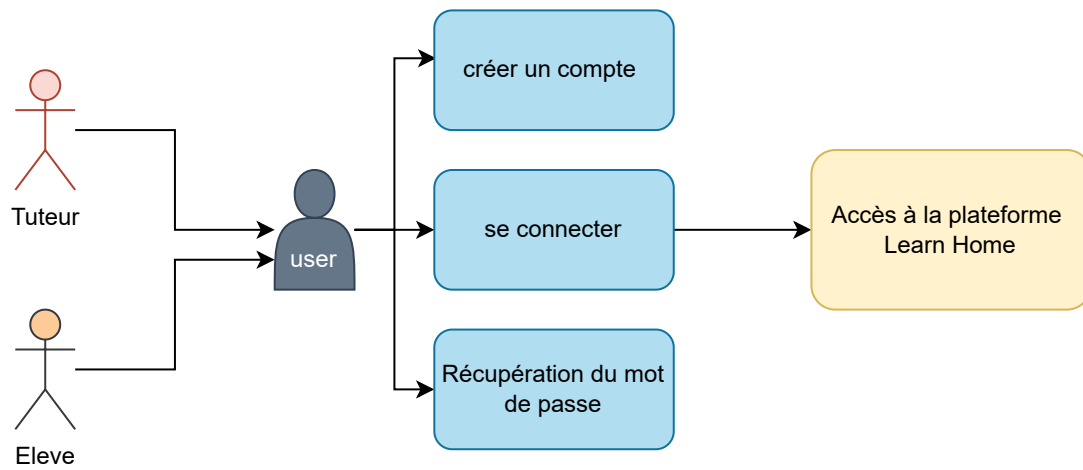 créer un compte
Tuteur
user
se connecter
Accès à la plateforme
Learn Home
Récupération du mot
de passe
Eleve